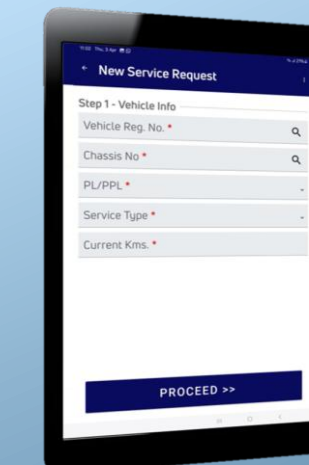 New Service Request
Step 1 - Vehicle Info
Vehicle Reg. No. *
Chassis No *
PL/PPL *
Service Type *
Current Kms. *
PROCEED >>